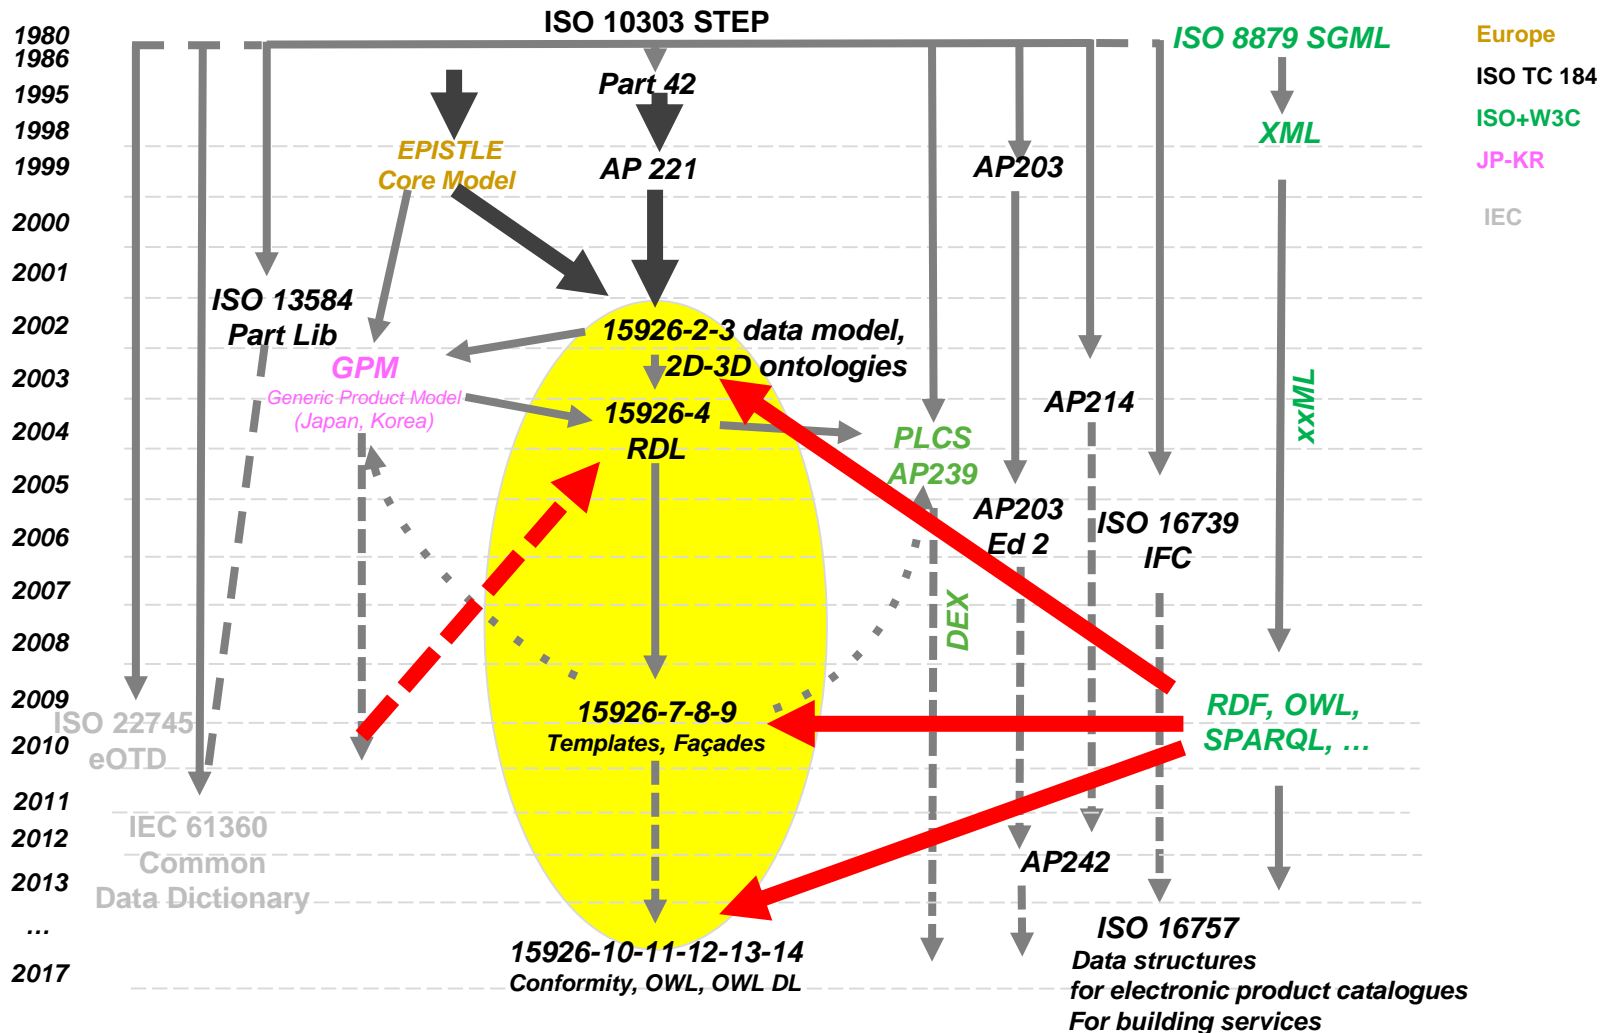 ISO 10303 STEP
1980
1986
1995
1998
1999
2000
2001
2002
2003
2004
2005
2006
2007
2008
2009
2010
2011
2012
2013
...
2017
ISO 8879 SGML
Europe
ISO TC 184
ISO+W3C
JP-KR
IEC
Part 42
XML
EPISTLE
Core Model
AP 221
AP203
ISO 13584
Part Lib
15926-2-3 data model,
2D-3D ontologies
GPM
Generic Product Model
(Japan, Korea)
15926-4
RDL
AP214
xxML
PLCS
AP239
AP203
Ed 2
ISO 16739
IFC
DEX
ISO 22745
eOTD
15926-7-8-9
Templates, Façades
RDF, OWL,
SPARQL, ...
IEC 61360
Common
Data Dictionary
AP242
15926-10-11-12-13-14
Conformity, OWL, OWL DL
ISO 16757
Data structures
for electronic product catalogues
For building services